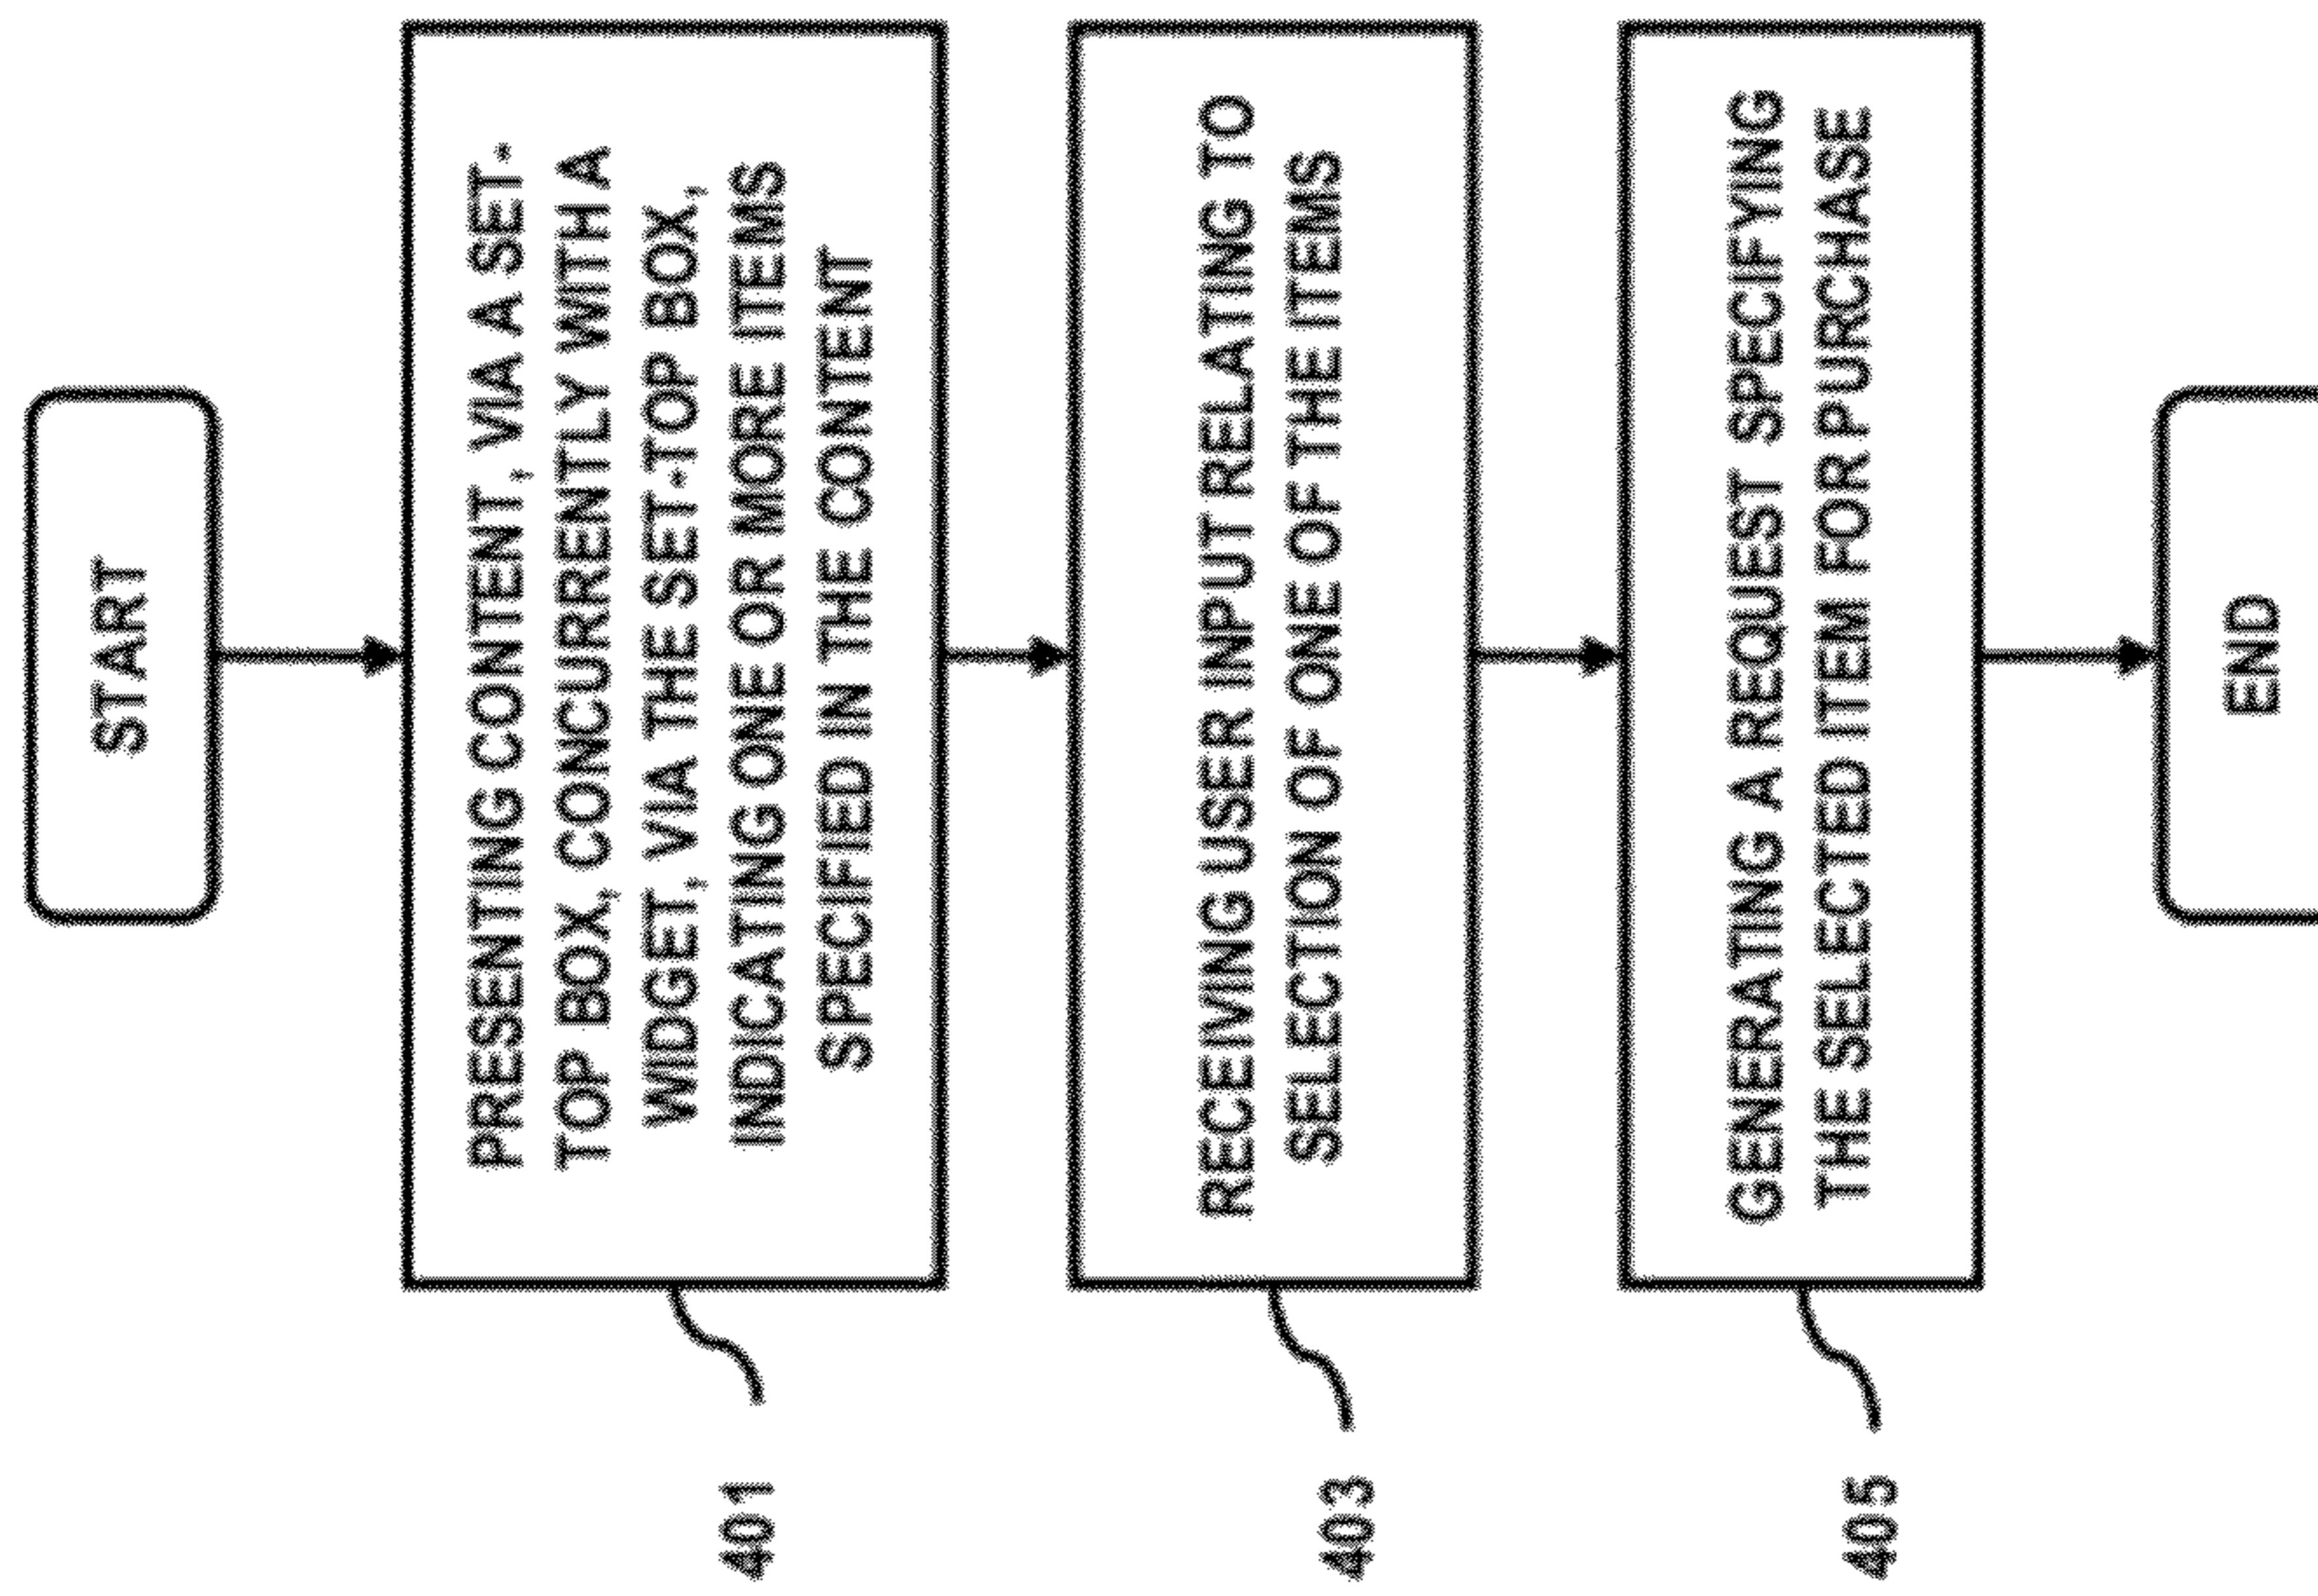 START
PRESENTING CONTENT, VIA A SET-
TOP BOX, CONCURRENTLY WITH A
WIDGET, VIA THE SET-TOP BOX,
INDICATING ONE OR MORE ITEMS
SPECIFIED IN THE CONTENT
401
RECEIVING USER INPUT RELATING TO
SELECTION OF ONE OF THE ITEMS
403
GENERATING A REQUEST SPECIFYING
THE SELECTED ITEM FOR PURCHASE
405
END